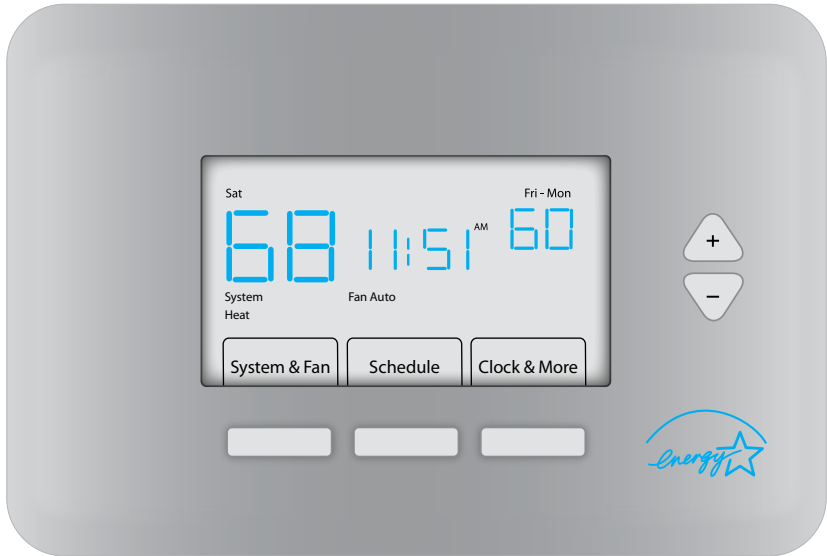 Sat
Fri - Mon
68
11:51 AM
60
System
Fan Auto
Heat
System & Fan
Schedule
Clock & More
+
−
energy